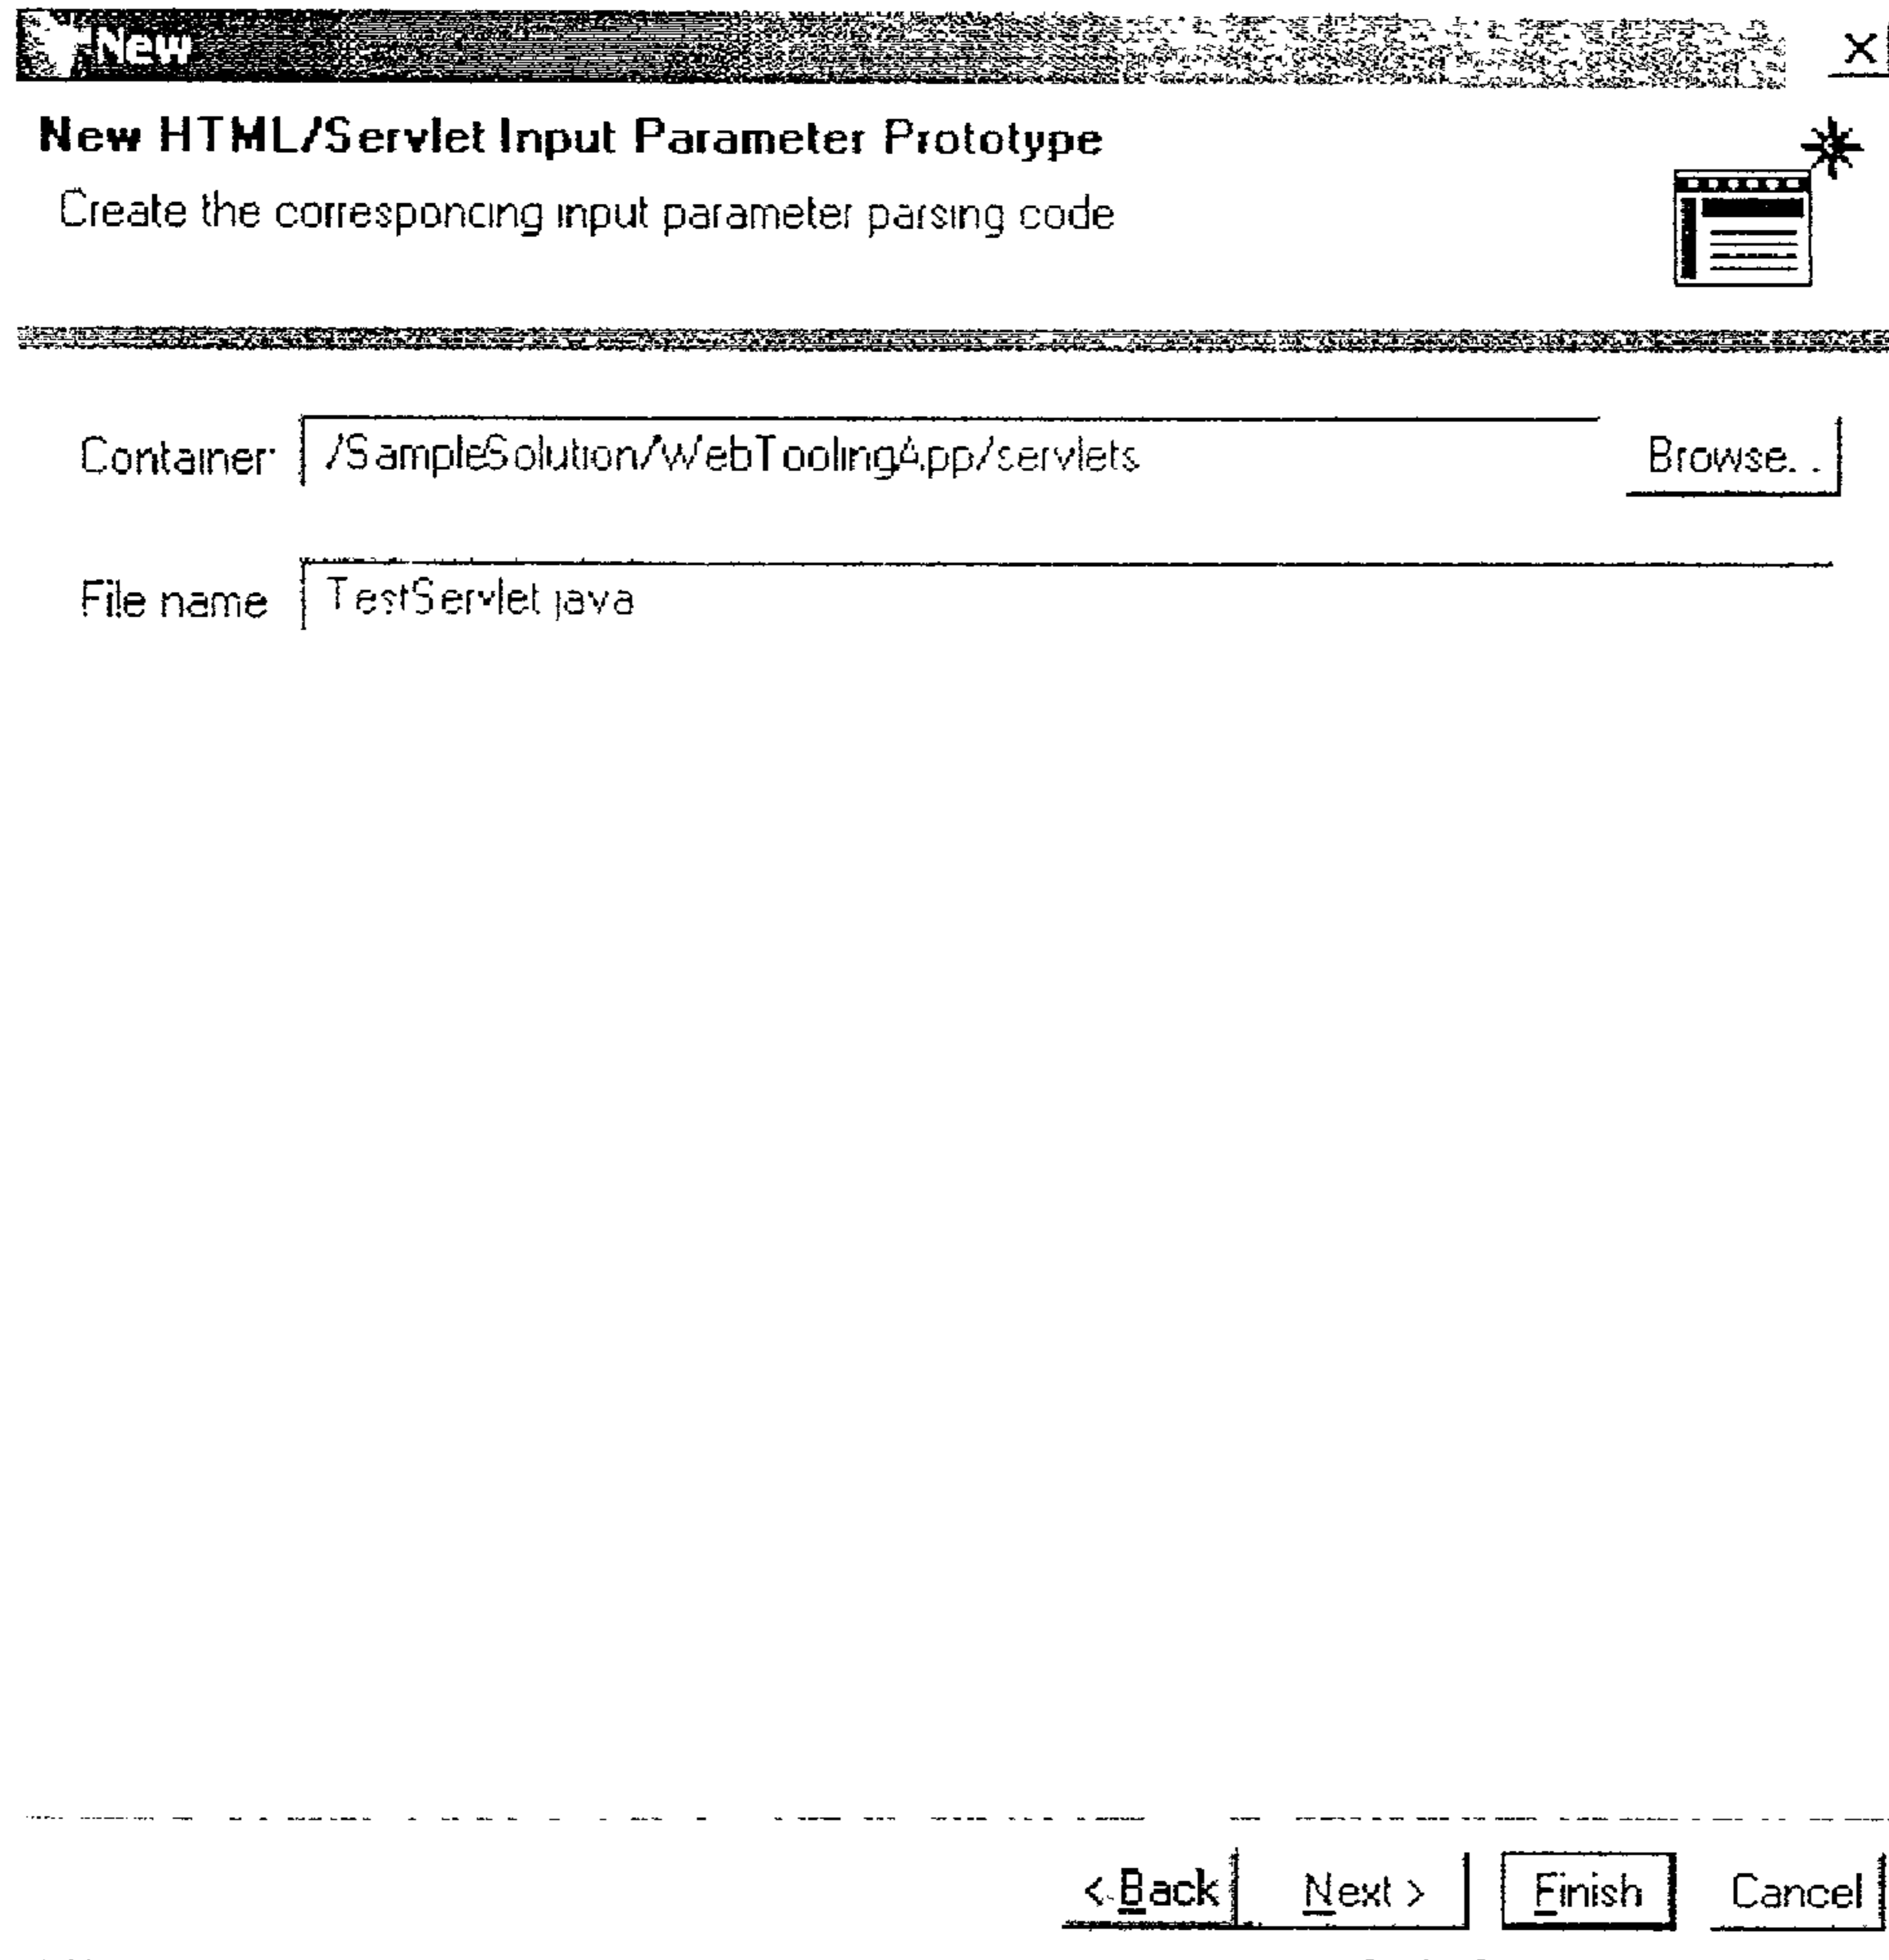 New
New HTML/Servlet Input Parameter Prototype
Create the corresponding input parameter parsing code
Container: /SampleSolution/WebToolingApp/servlets Browse. .
File name TestServlet java
< Back Next > Finish Cancel